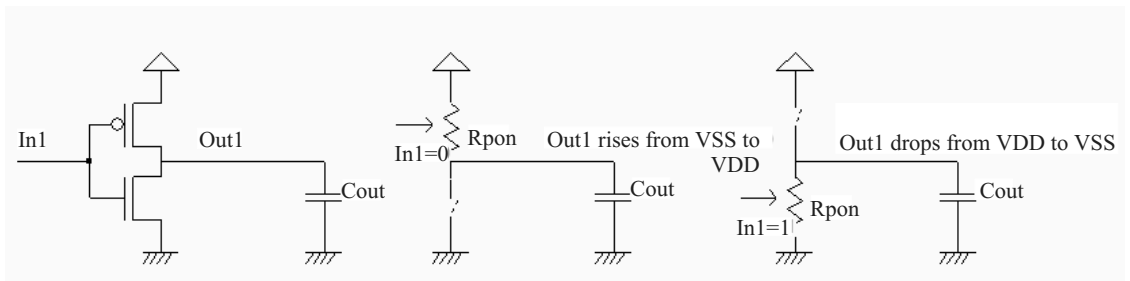 In1
Out1
Cout
Rpon
In1=0
Out1 rises from VSS to
VDD
Cout
Out1 drops from VDD to VSS
Rpon
In1=1
Cout